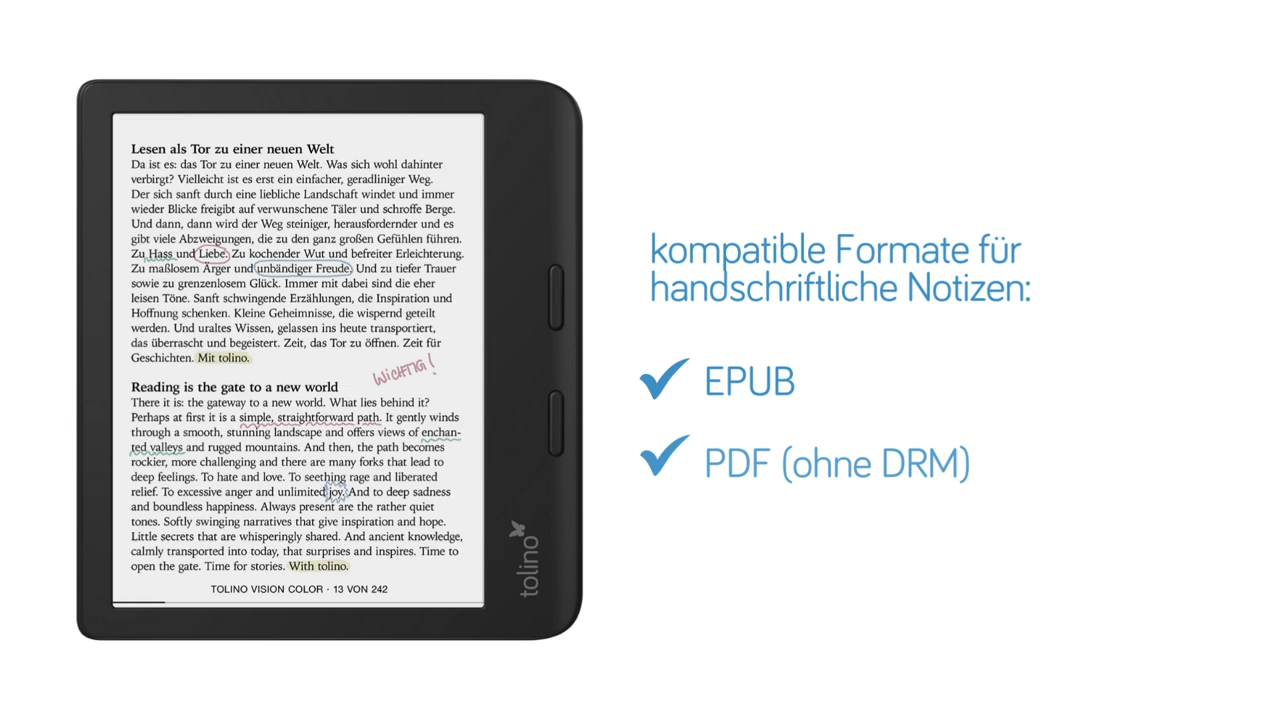 Lesen als Tor zu einer neuen Welt
Da ist es: das Tor zu einer neuen Welt. Was sich wohl dahinter
verbirgt? Vielleicht ist es erst ein einfacher, geradliniger Weg.
Der sich sanft durch eine liebliche Landschaft windet und immer
wieder Blicke freigibt auf verwunschene Täler und schroffe Berge.
Und dann, dann wird der Weg steiniger, herausfordernder und es
gibt viele Abzweigungen, die zu den ganz großen Gefühlen führen.
Zu Hass und Liebe. Zu kochender Wut und befreiter Erleichterung.
Zu maßlosem Ärger und unbändiger Freude. Und zu tiefer Trauer
sowie zu grenzenlosem Glück. Immer mit dabei sind die eher
leisen Töne. Sanft schwingende Erzählungen, die Inspiration und
Hoffnung schenken. Kleine Geheimnisse, die wispernd geteilt
werden. Und uraltes Wissen, gelassen ins heute transportiert,
das überrascht und begeistert. Zeit, das Tor zu öffnen. Zeit für
Geschichten. Mit tolino.
WICHTIG!
Reading is the gate to a new world
There it is: the gateway to a new world. What lies behind it?
Perhaps at first it is a simple, straightforward path. It gently winds
through a smooth, stunning landscape and offers views of enchan-
ted valleys and rugged mountains. And then, the path becomes
rockier, more challenging and there are many forks that lead to
deep feelings. To hate and love. To seething rage and liberated
relief. To excessive anger and unlimited joy. And to deep sadness
and boundless happiness. Always present are the rather quiet
tones. Softly swinging narratives that give inspiration and hope.
Little secrets that are whisperingly shared. And ancient knowledge,
calmly transported into today, that surprises and inspires. Time to
open the gate. Time for stories. With tolino.
TOLINO VISION COLOR · 13 VON 242
tolino
kompatible Formate für
handschriftliche Notizen:
EPUB
PDF (ohne DRM)